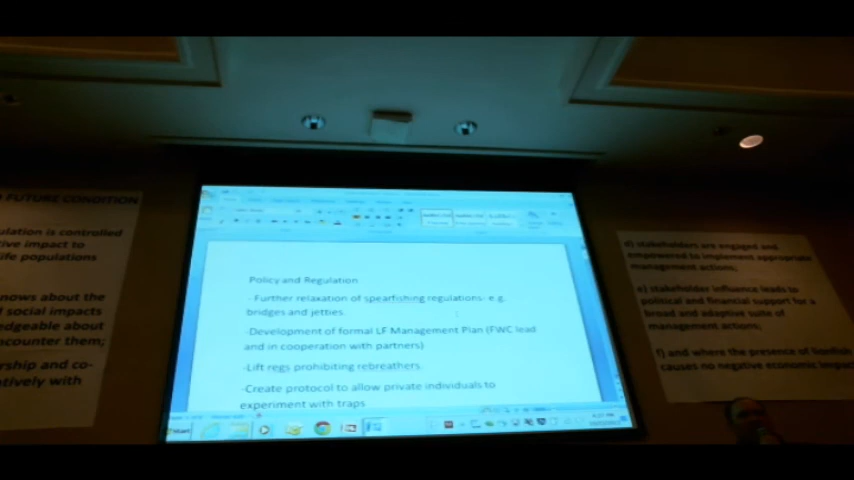 FUTURE CONDITION
ulation is controlled
tive impact to
life populations
nows about the
d social impacts
edgeable about
counter them;
ership and co-
atively with
Policy and Regulation
- Further relaxation of spearfishing regulations- e.g.
bridges and jetties.
-Development of formal LF Management Plan (FWC lead
and in cooperation with partners)
-Lift regs prohibiting rebreathers.
-Create protocol to allow private individuals to
experiment with traps
Start
d) stakeholders are engaged and
empowered to implement appropriate
management actions;
e) stakeholder influence leads to
political and financial support for a
broad and adaptive suite of
management actions;
f) and where the presence of lionfish
causes no negative economic impact